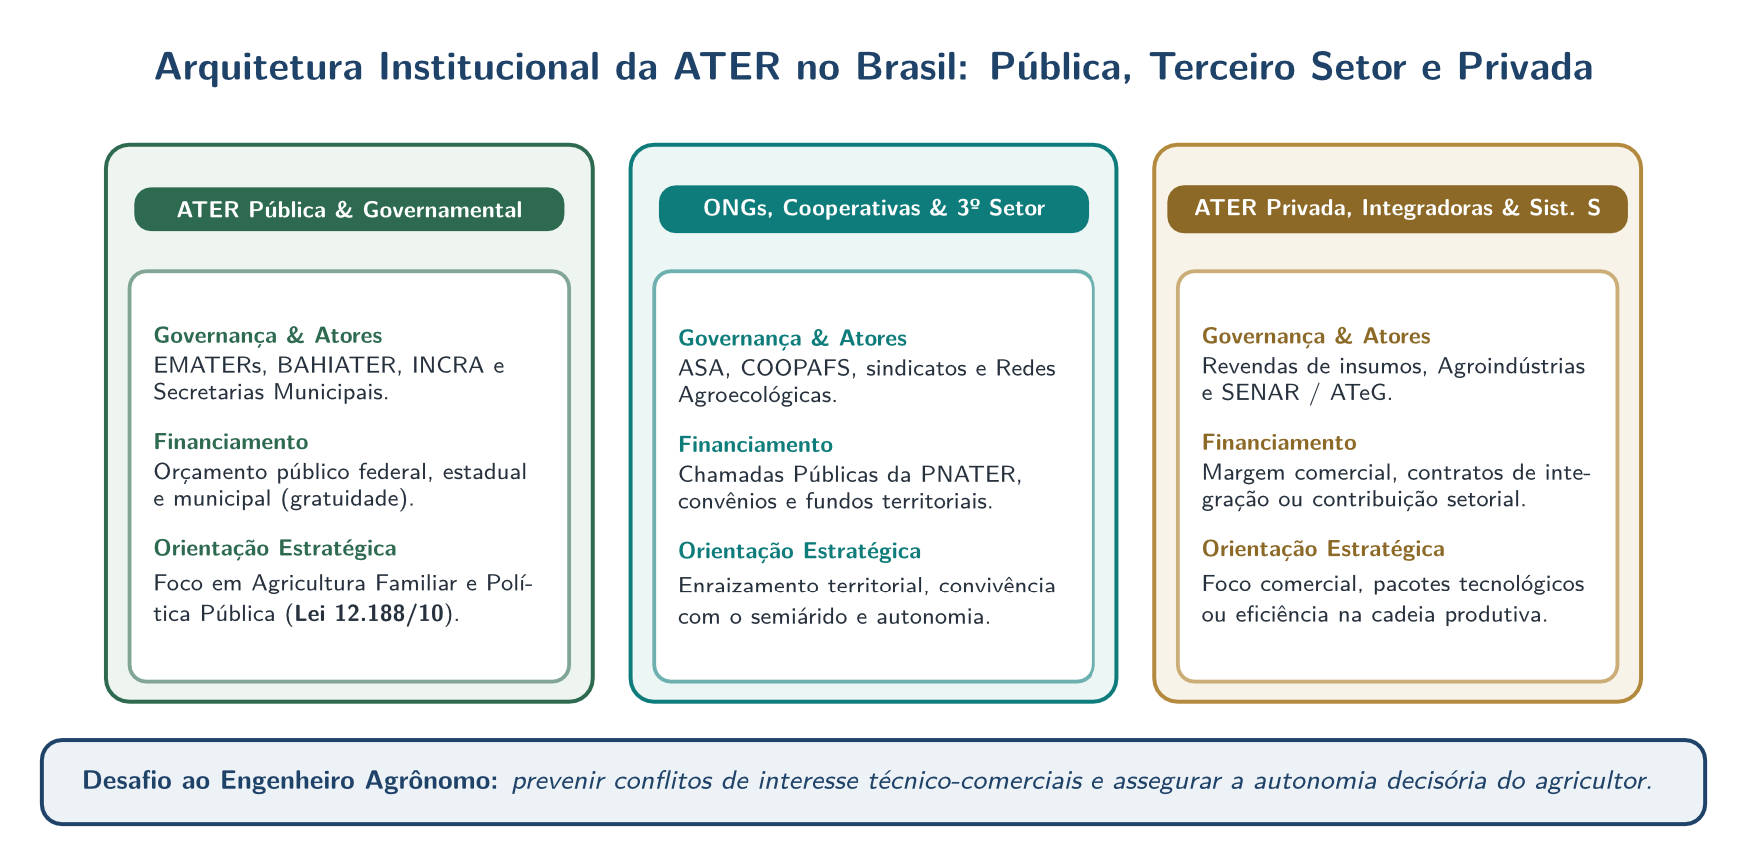 Arquitetura Institucional da ATER no Brasil: Pública, Terceiro Setor e Privada
ATER Pública & Governamental
Governança & Atores
EMATERs, BAHIATER, INCRA e
Secretarias Municipais.
Financiamento
Orçamento público federal, estadual
e municipal (gratuidade).
Orientação Estratégica
Foco em Agricultura Familiar e Polí-
tica Pública (Lei 12.188/10).
ONGs, Cooperativas & 3º Setor
Governança & Atores
ASA, COOPAFS, sindicatos e Redes
Agroecológicas.
Financiamento
Chamadas Públicas da PNATER,
convênios e fundos territoriais.
Orientação Estratégica
Enraizamento territorial, convivência
com o semiárido e autonomia.
ATER Privada, Integradoras & Sist. S
Governança & Atores
Revendas de insumos, Agroindústrias
e SENAR / ATeG.
Financiamento
Margem comercial, contratos de inte-
gração ou contribuição setorial.
Orientação Estratégica
Foco comercial, pacotes tecnológicos
ou eficiência na cadeia produtiva.
Desafio ao Engenheiro Agrônomo: prevenir conflitos de interesse técnico-comerciais e assegurar a autonomia decisória do agricultor.